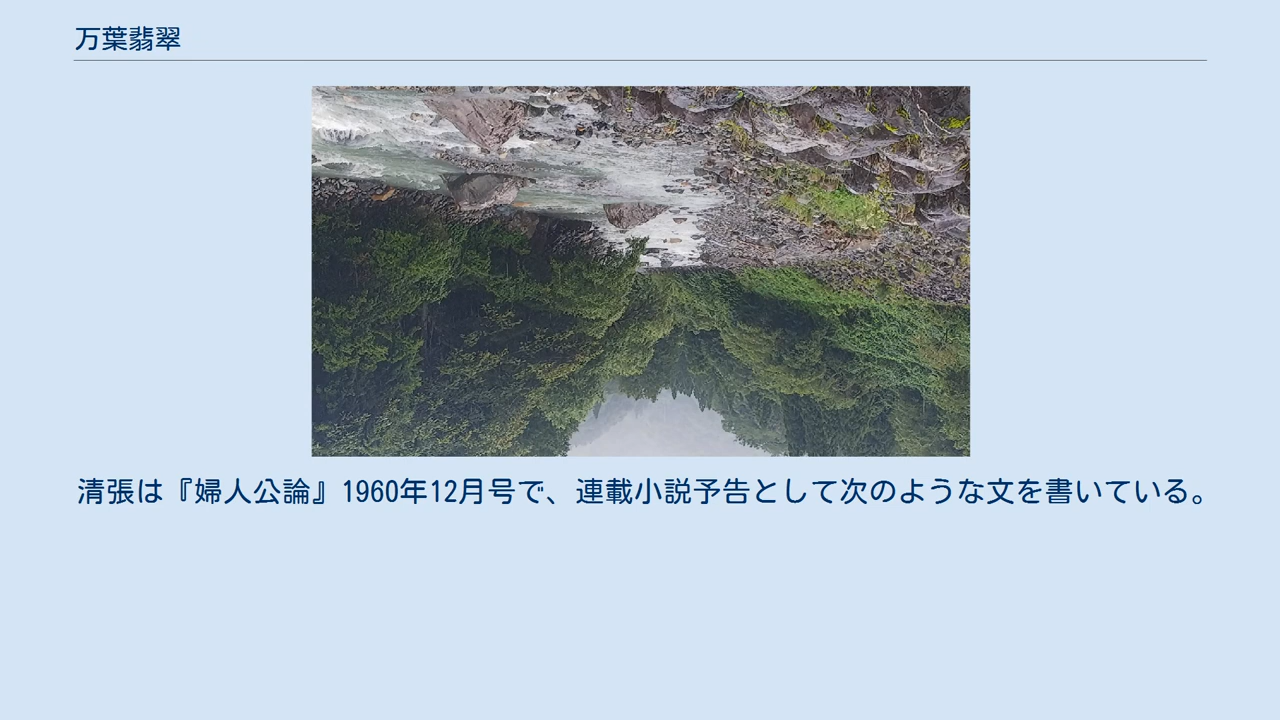 万葉翡翠
清張は『婦人公論』1960年12月号で、連載小説予告として次のような文を書いている。